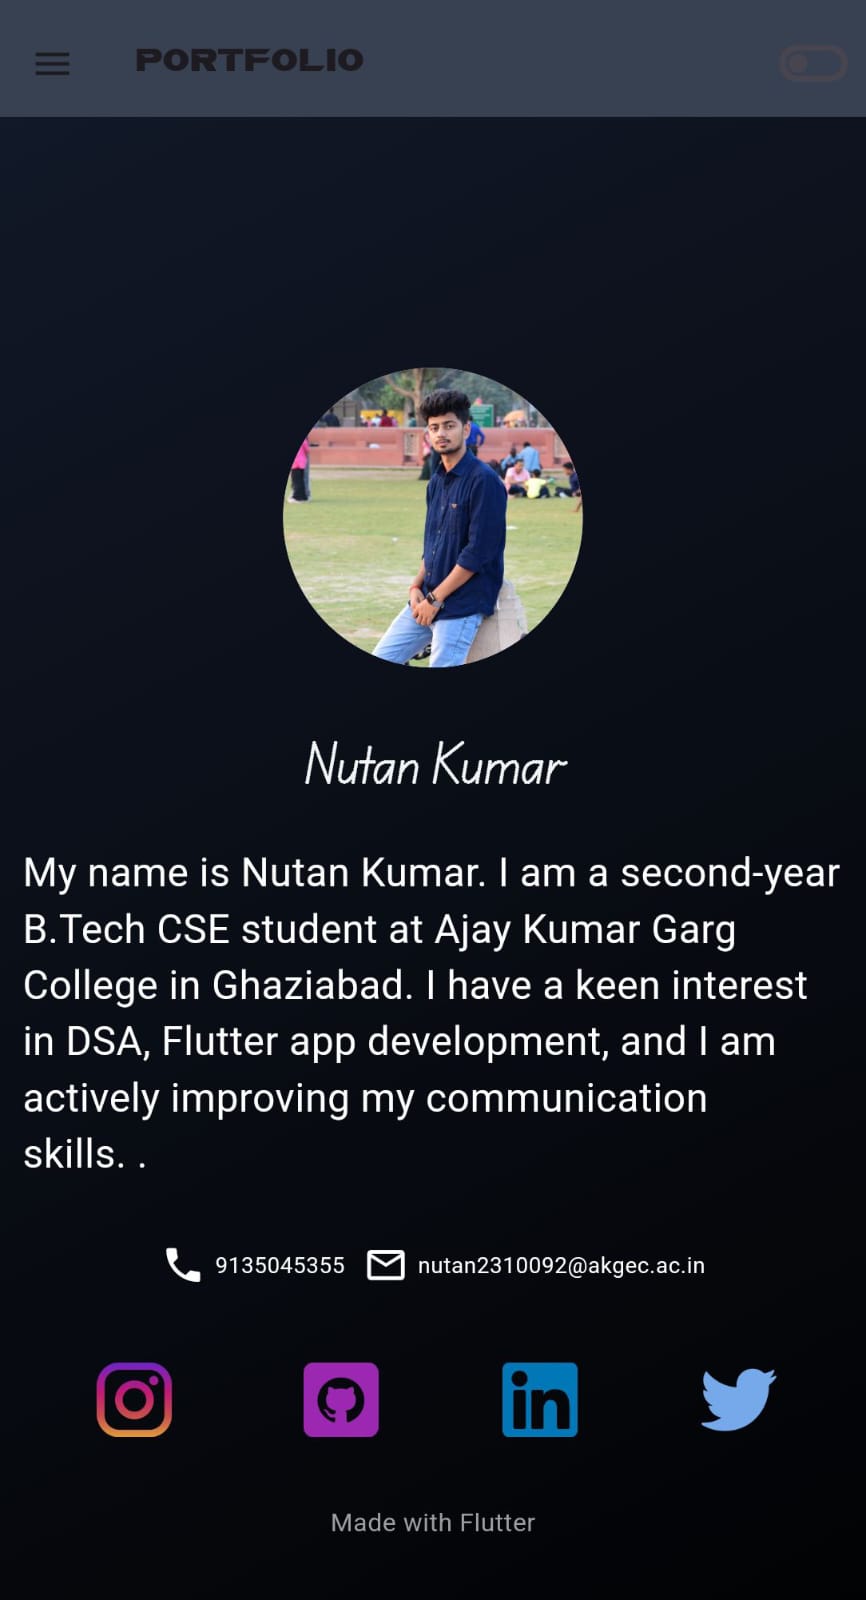 PORTFOLIO
Nutan Kumar
My name is Nutan Kumar. I am a second-year
B.Tech CSE student at Ajay Kumar Garg
College in Ghaziabad. I have a keen interest
in DSA, Flutter app development, and I am
actively improving my communication
skills. .
9135045355 nutan2310092@akgec.ac.in
in
Made with Flutter